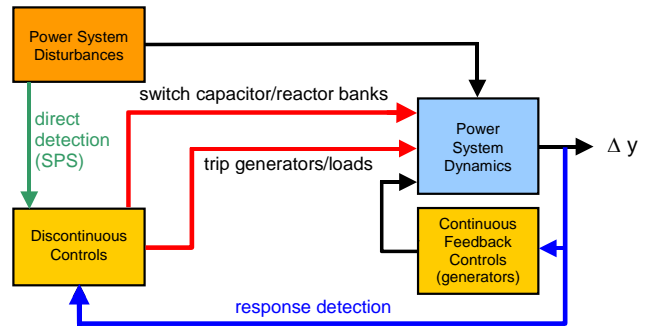 Power System
Disturbances
switch capacitor/reactor banks
direct
detection
(SPS)
trip generators/loads
Power
System
Dynamics
Δ y
Discontinuous
Controls
Continuous
Feedback
Controls
(generators)
response detection